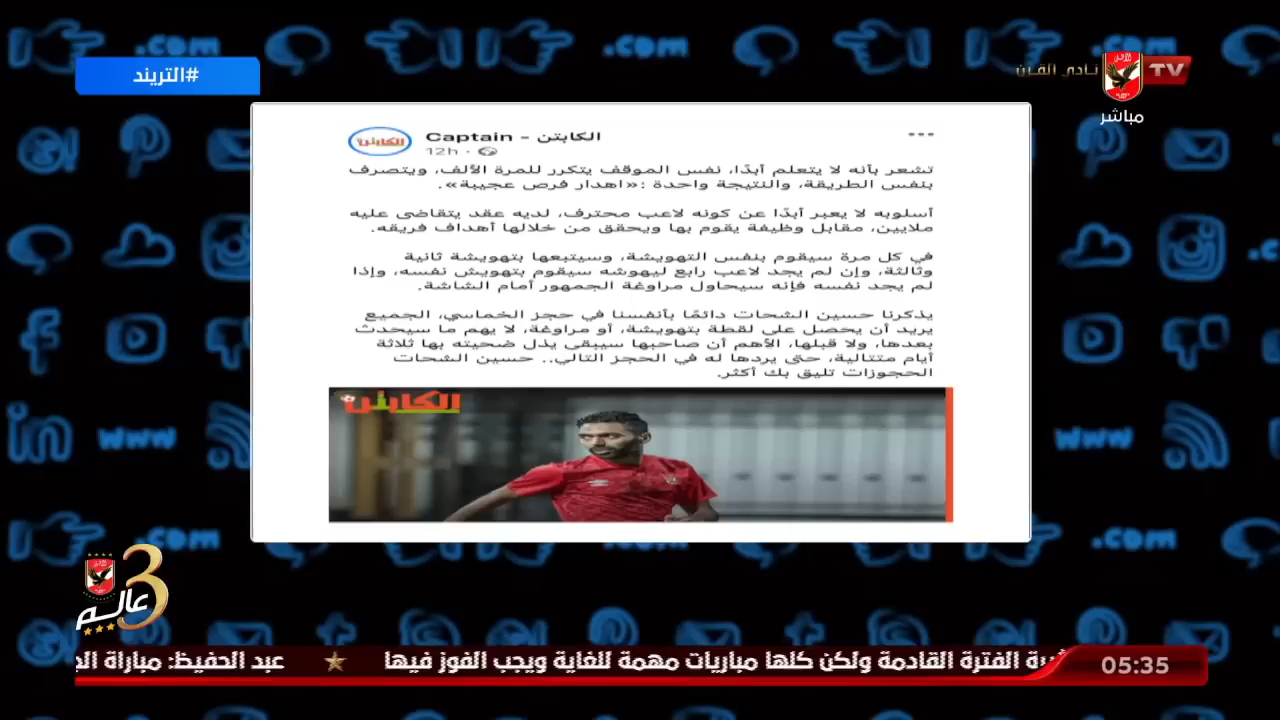 #التريند
نادي القرن
TV
مباشر
Captain - الكابتن
12h
تشعر بأنه لا يتعلم أبدًا، نفس الموقف يتكرر للمرة الألف، ويتصرف
بنفس الطريقة، والنتيجة واحدة :«اهدار فرص عجيبة».
أسلوبه لا يعبر أبدًا عن كونه لاعب محترف، لديه عقد يتقاضى عليه
ملايين، مقابل وظيفة يقوم بها ويحقق من خلالها أهداف فريقه.
في كل مرة سيقوم بنفس التهويشة، وسيتبعها بتهويشة ثانية
وثالثة، وإن لم يجد لاعب رابع ليهوشه سيقوم بتهويش نفسه، وإذا
لم يجد نفسه فإنه سيحاول مراوغة الجمهور أمام الشاشة.
يذكرنا حسين الشحات دائمًا بأنفسنا في حجز الخماسي، الجميع
يريد أن يحصل على لقطة بتهويشة، أو مراوغة، لا يهم ما سيحدث
بعدها، ولا قبلها، الأهم أن صاحبها سيبقى يذل ضحيته بها ثلاثة
أيام متتالية، حتى يردها له في الحجز التالي.. حسين الشحات
الحجوزات تليق بك أكثر.
الكابتن
3 عالم
الفترة القادمة ولكن كلها مباريات مهمة للغاية ويجب الفوز فيها
عبد الحفيظ: مباراة
05:35